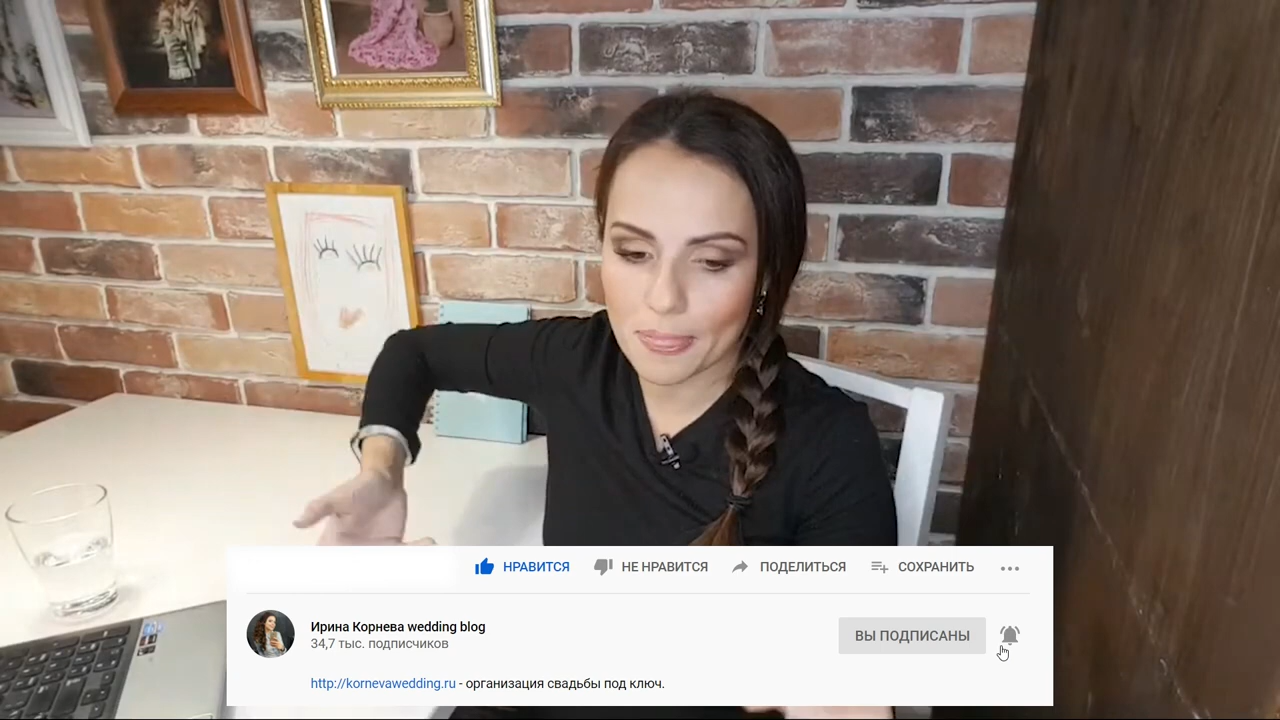 НРАВИТСЯ НЕ НРАВИТСЯ ПОДЕЛИТЬСЯ СОХРАНИТЬ
Ирина Корнева wedding blog
34,7 тыс. подписчиков
ВЫ ПОДПИСАНЫ
http://kornevawedding.ru - организация свадьбы под ключ.